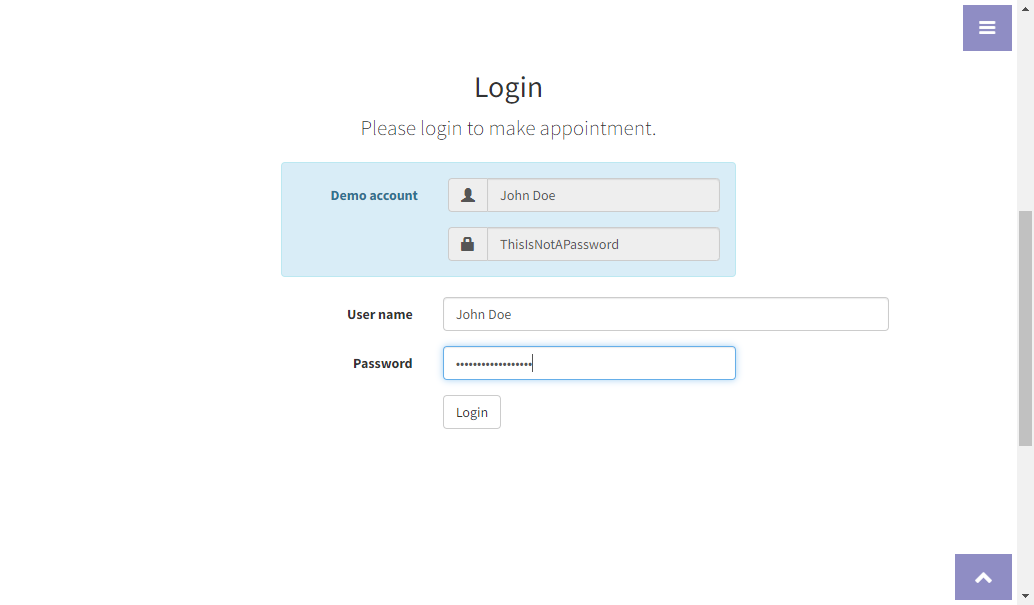 Login
Please login to make appointment.
Demo account
John Doe
ThisIsNotAPassword
User name
John Doe
Password
••••••••••••••••••
Login